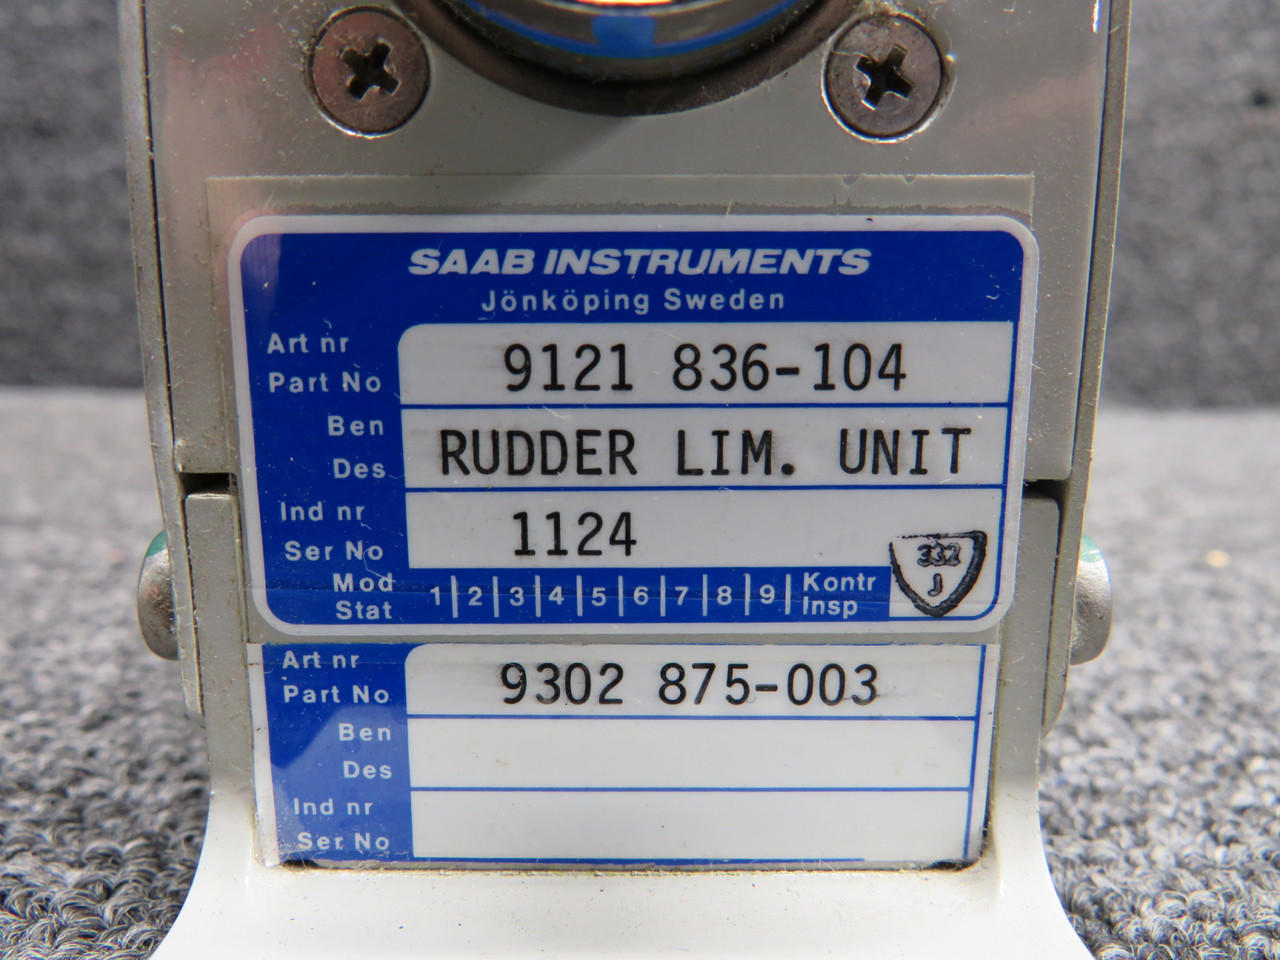 SAAB INSTRUMENTS
Jönköping Sweden
Art nr
Part No
9121 836-104
Ben
Des
RUDDER LIM. UNIT
Ind nr
Ser No
1124
Mod
Stat
1 2 3 4 5 6 7 8 9
Kontr
Insp
332
J
Art nr
Part No
9302 875-003
Ben
Des
Ind nr
Ser No